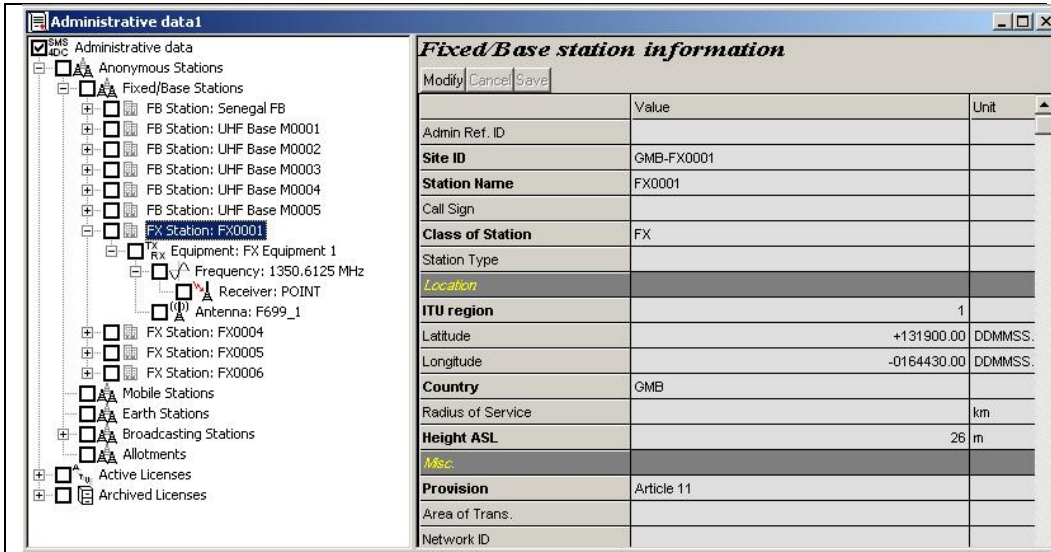 Administrative data1
SMS
4DC Administrative data
Anonymous Stations
Fixed/Base Stations
FB Station: Senegal FB
FB Station: UHF Base M0001
FB Station: UHF Base M0002
FB Station: UHF Base M0003
FB Station: UHF Base M0004
FB Station: UHF Base M0005
FX Station: FX0001
TX
RX Equipment: FX Equipment 1
Frequency: 1350.6125 MHz
Receiver: POINT
Antenna: F699_1
FX Station: FX0004
FX Station: FX0005
FX Station: FX0006
Mobile Stations
Earth Stations
Broadcasting Stations
Allotments
Active Licenses
Archived Licenses
Fixed/Base station information
Modify Cancel Save
Value Unit
Admin Ref. ID
Site ID GMB-FX0001
Station Name FX0001
Call Sign
Class of Station FX
Station Type
Location
ITU region 1
Latitude +131900.00 DDMMSS.
Longitude -0164430.00 DDMMSS.
Country GMB
Radius of Service km
Height ASL 26 m
Misc.
Provision Article 11
Area of Trans.
Network ID